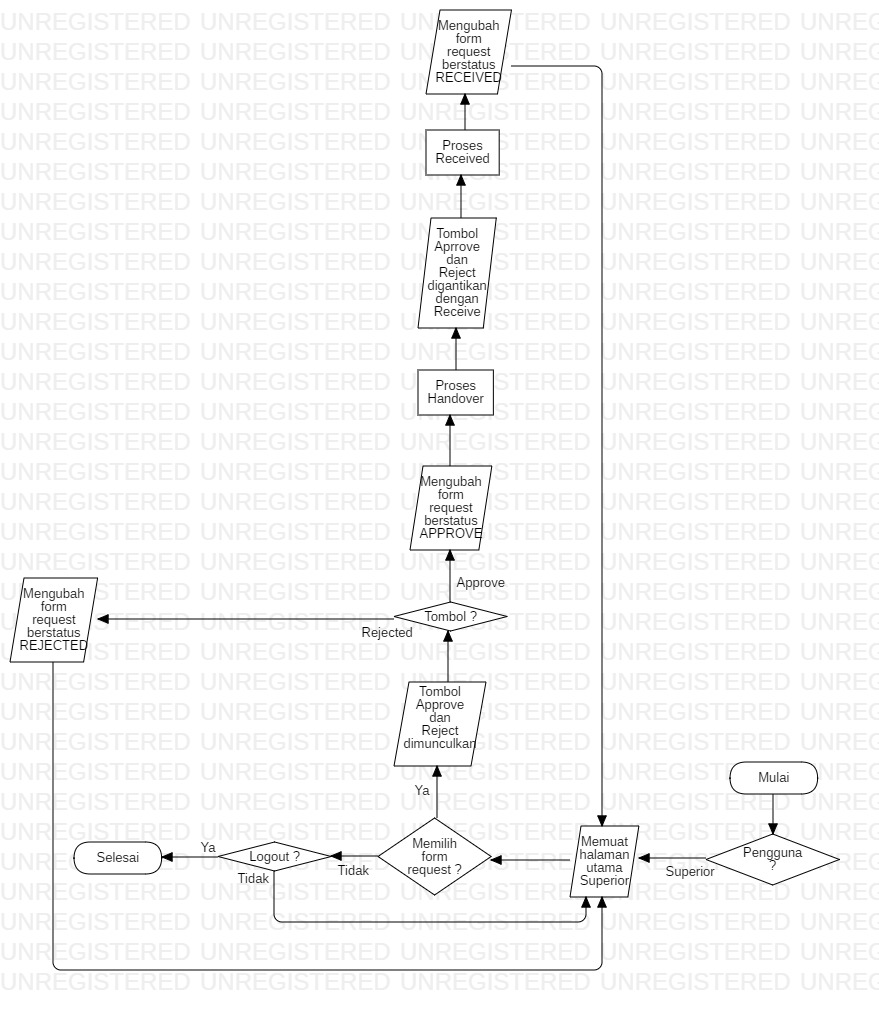 Mengubah
form
request
berstatus
RECEIVED
Proses
Received
Tombol
Aprrove
dan
Reject
digantikan
dengan
Receive
Proses
Handover
Mengubah
form
request
berstatus
APPROVE
Approve
Tombol ?
Rejected
Mengubah
form
request
berstatus
REJECTED
Tombol
Approve
dan
Reject
dimunculkan
Ya
Mulai
Pengguna
?
Superior
Memuat
halaman
utama
Superior
Memilih
form
request ?
Tidak
Logout ?
Ya
Tidak
Selesai
UNREGISTERED UNREGISTERED UNREGISTERED UNREGISTERED UNREGISTERED